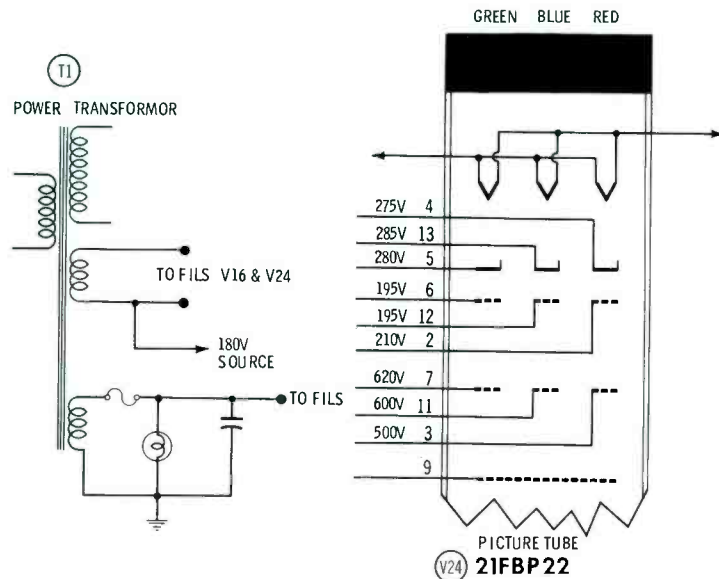 GREEN BLUE RED
T1
POWER TRANSFORMOR
275V 4
285V 13
280V 5
TO FILS V16 & V24
195V 6
195V 12
180V
SOURCE
210V 2
620V 7
TO FILS
600V 11
500V 3
9
PICTURE TUBE
V24 21FBP22